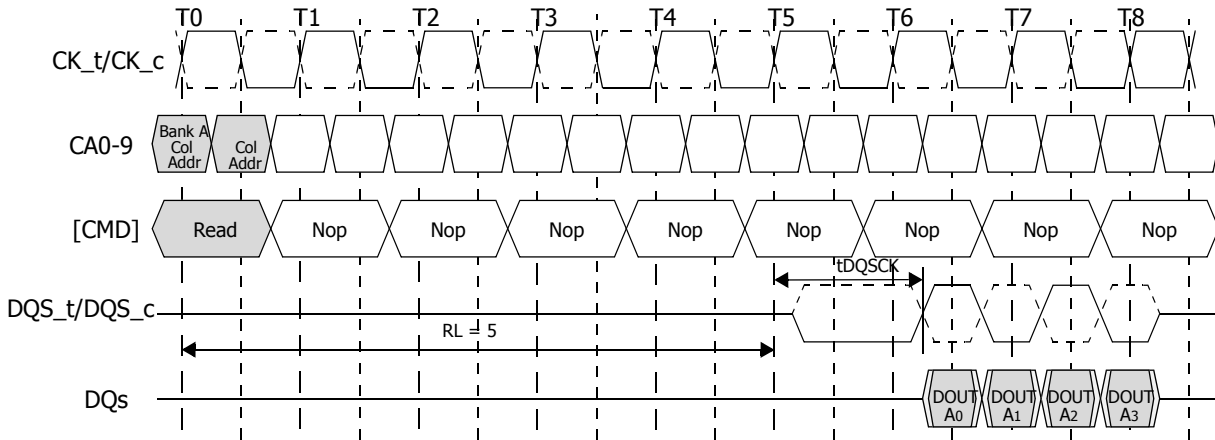 T0 T1 T2 T3 T4 T5 T6 T7 T8
CK_t/CK_c
CA0-9
Bank A
Col
Addr
Col
Addr
[CMD]
Read Nop Nop Nop Nop Nop Nop Nop Nop
tDQSCK
DQS_t/DQS_c
RL = 5
DQs
DOUT DOUT DOUT DOUT
A0 A1 A2 A3